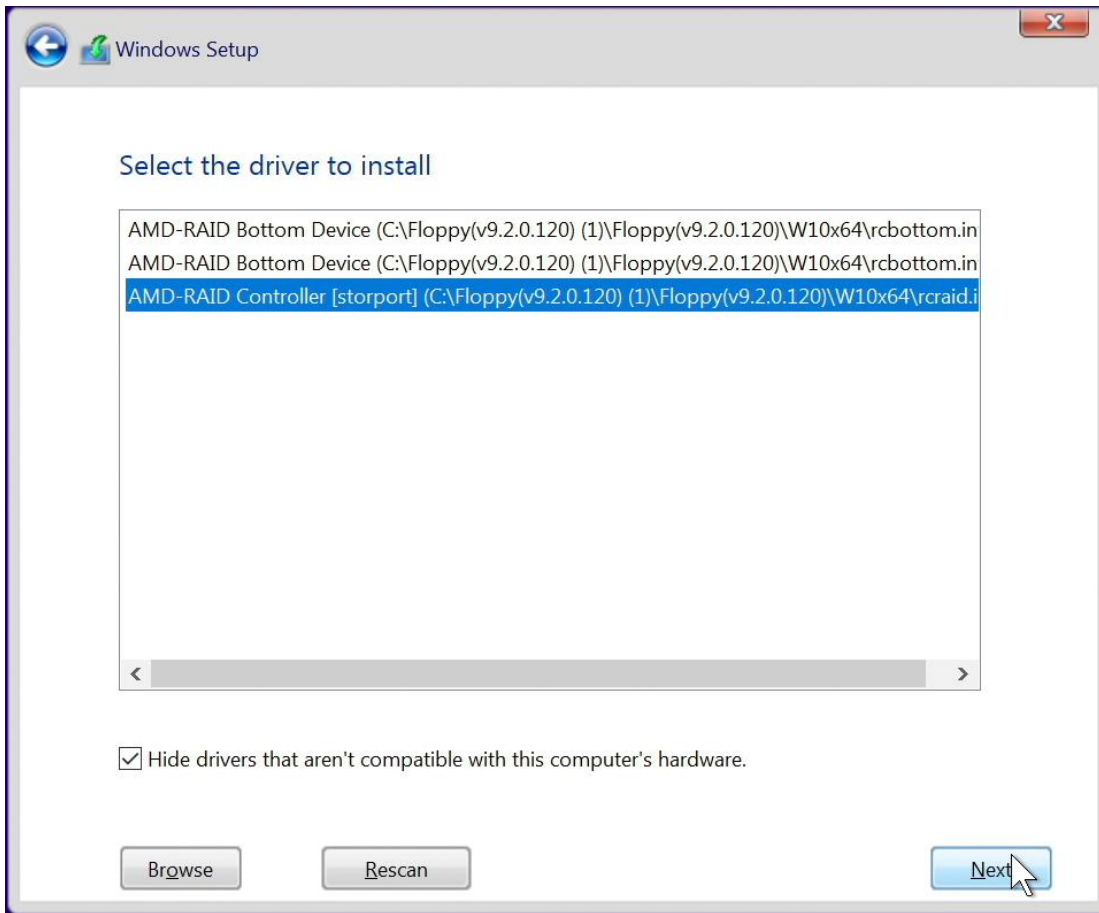 Windows Setup
Select the driver to install
AMD-RAID Bottom Device (C:\Floppy(v9.2.0.120) (1)\Floppy(v9.2.0.120)\W10x64\rcbottom.in
AMD-RAID Bottom Device (C:\Floppy(v9.2.0.120) (1)\Floppy(v9.2.0.120)\W10x64\rcbottom.in
AMD-RAID Controller [storport] (C:\Floppy(v9.2.0.120) (1)\Floppy(v9.2.0.120)\W10x64\rcraid.i
Hide drivers that aren't compatible with this computer's hardware.
Browse Rescan Next